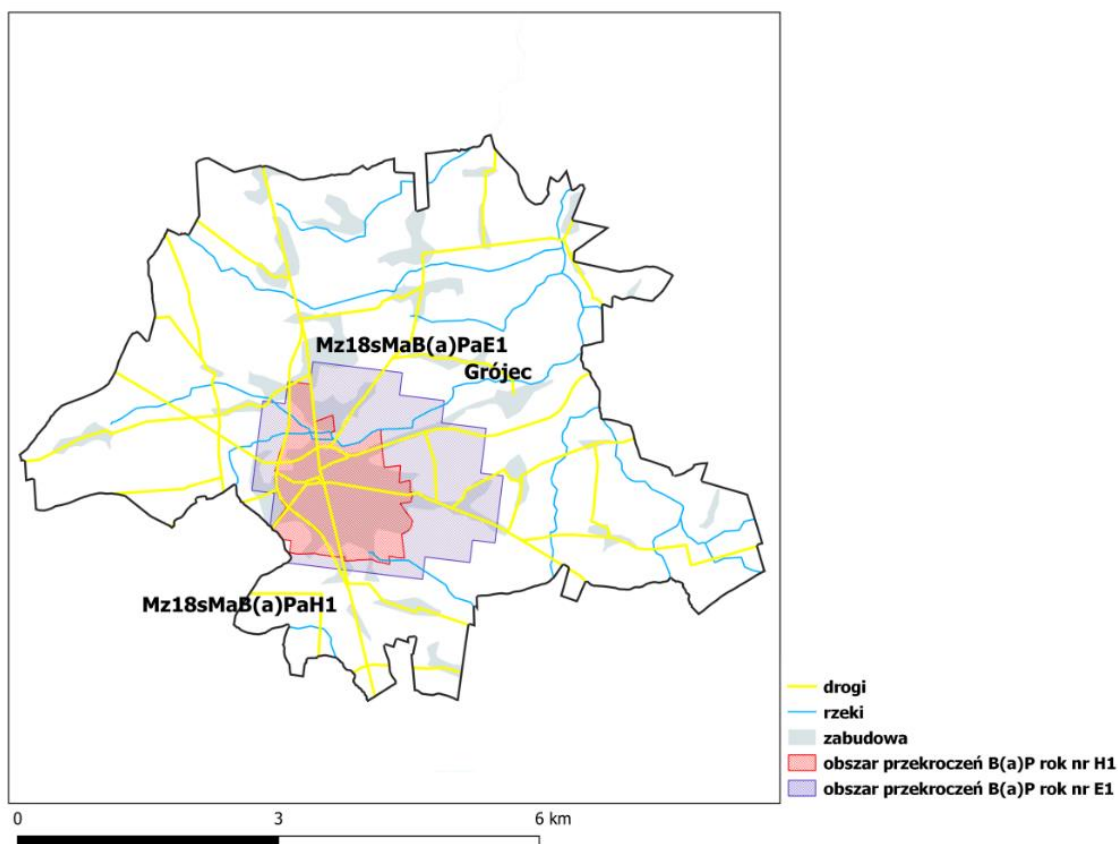 Mz18sMaB(a)PaE1
Grójec
Mz18sMaB(a)PaH1
drogi
rzeki
zabudowa
obszar przekroczeń B(a)P rok nr H1
obszar przekroczeń B(a)P rok nr E1
0 3 6 km